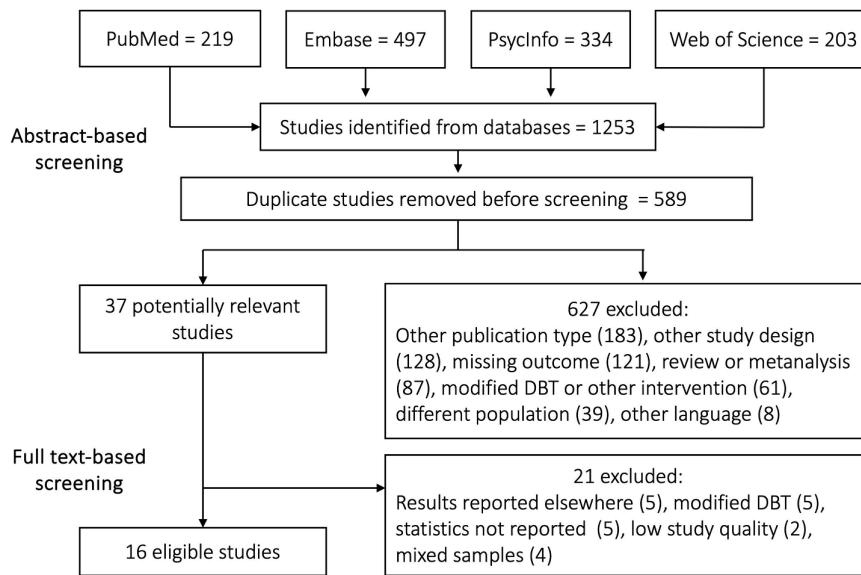 PubMed = 219
Embase = 497
PsycInfo = 334
Web of Science = 203
Abstract-based
screening
Studies identified from databases = 1253
Duplicate studies removed before screening = 589
37 potentially relevant
studies
627 excluded:
Other publication type (183), other study design
(128), missing outcome (121), review or metanalysis
(87), modified DBT or other intervention (61),
different population (39), other language (8)
Full text-based
screening
21 excluded:
Results reported elsewhere (5), modified DBT (5),
statistics not reported (5), low study quality (2),
mixed samples (4)
16 eligible studies